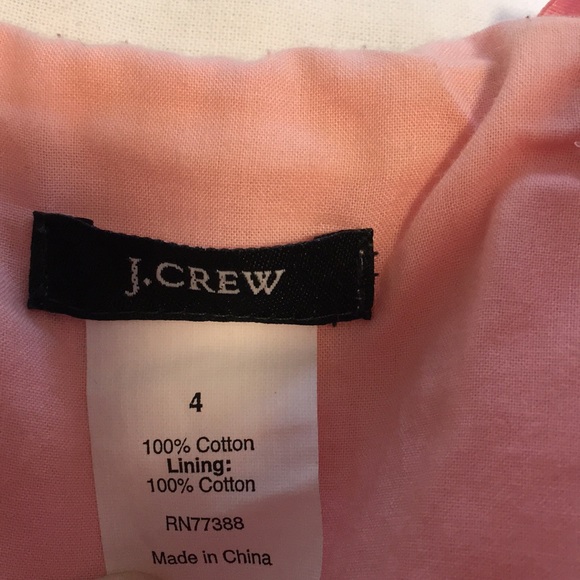 J.CREW
4
100% Cotton
Lining:
100% Cotton
RN77388
Made in China